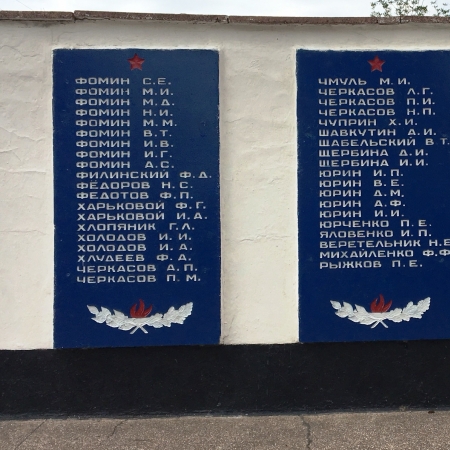 ФОМИН С.Е.
ФОМИН М.И.
ФОМИН М.Д.
ФОМИН Н.И.
ФОМИН М.М.
ФОМИН В.Т.
ФОМИН И.В.
ФОМИН И.Г.
ФОМИН А.С.
ФИЛИНСКИЙ Ф.Д.
ФЁДОРОВ Н.С.
ФЕДОТОВ Ф.П.
ХАРЬКОВОЙ Ф.Г.
ХАРЬКОВОЙ И.А.
ХЛОПЯНИК Г.Л.
ХОЛОДОВ И.И.
ХОЛОДОВ И.Д.
ХЛУДЕЕВ Ф.Д.
ЧЕРКАСОВ Д.П.
ЧЕРКАСОВ П.М.
ЧМУЛЬ М.И.
ЧЕРКАСОВ Л.Г.
ЧЕРКАСОВ П.И.
ЧЕРКАСОВ Н.П.
ЧУПРИН Х.И.
ШАВКУТИН Д.И.
ШАБЕЛЬСКИЙ В.Т.
ЩЕРБИНА Д.И.
ЩЕРБИНА И.И.
ЮРИН И.П.
ЮРИН В.Е.
ЮРИН Д.М.
ЮРИН Д.Ф.
ЮРИН И.И.
ЮРЧЕНКО П.Е.
ЯЛОВЕНКО И.П.
ВЕРЕТЕЛЬНИК Н.Е.
МИХАЙЛЕНКО Ф.Ф.
РЫЖКОВ П.Е.